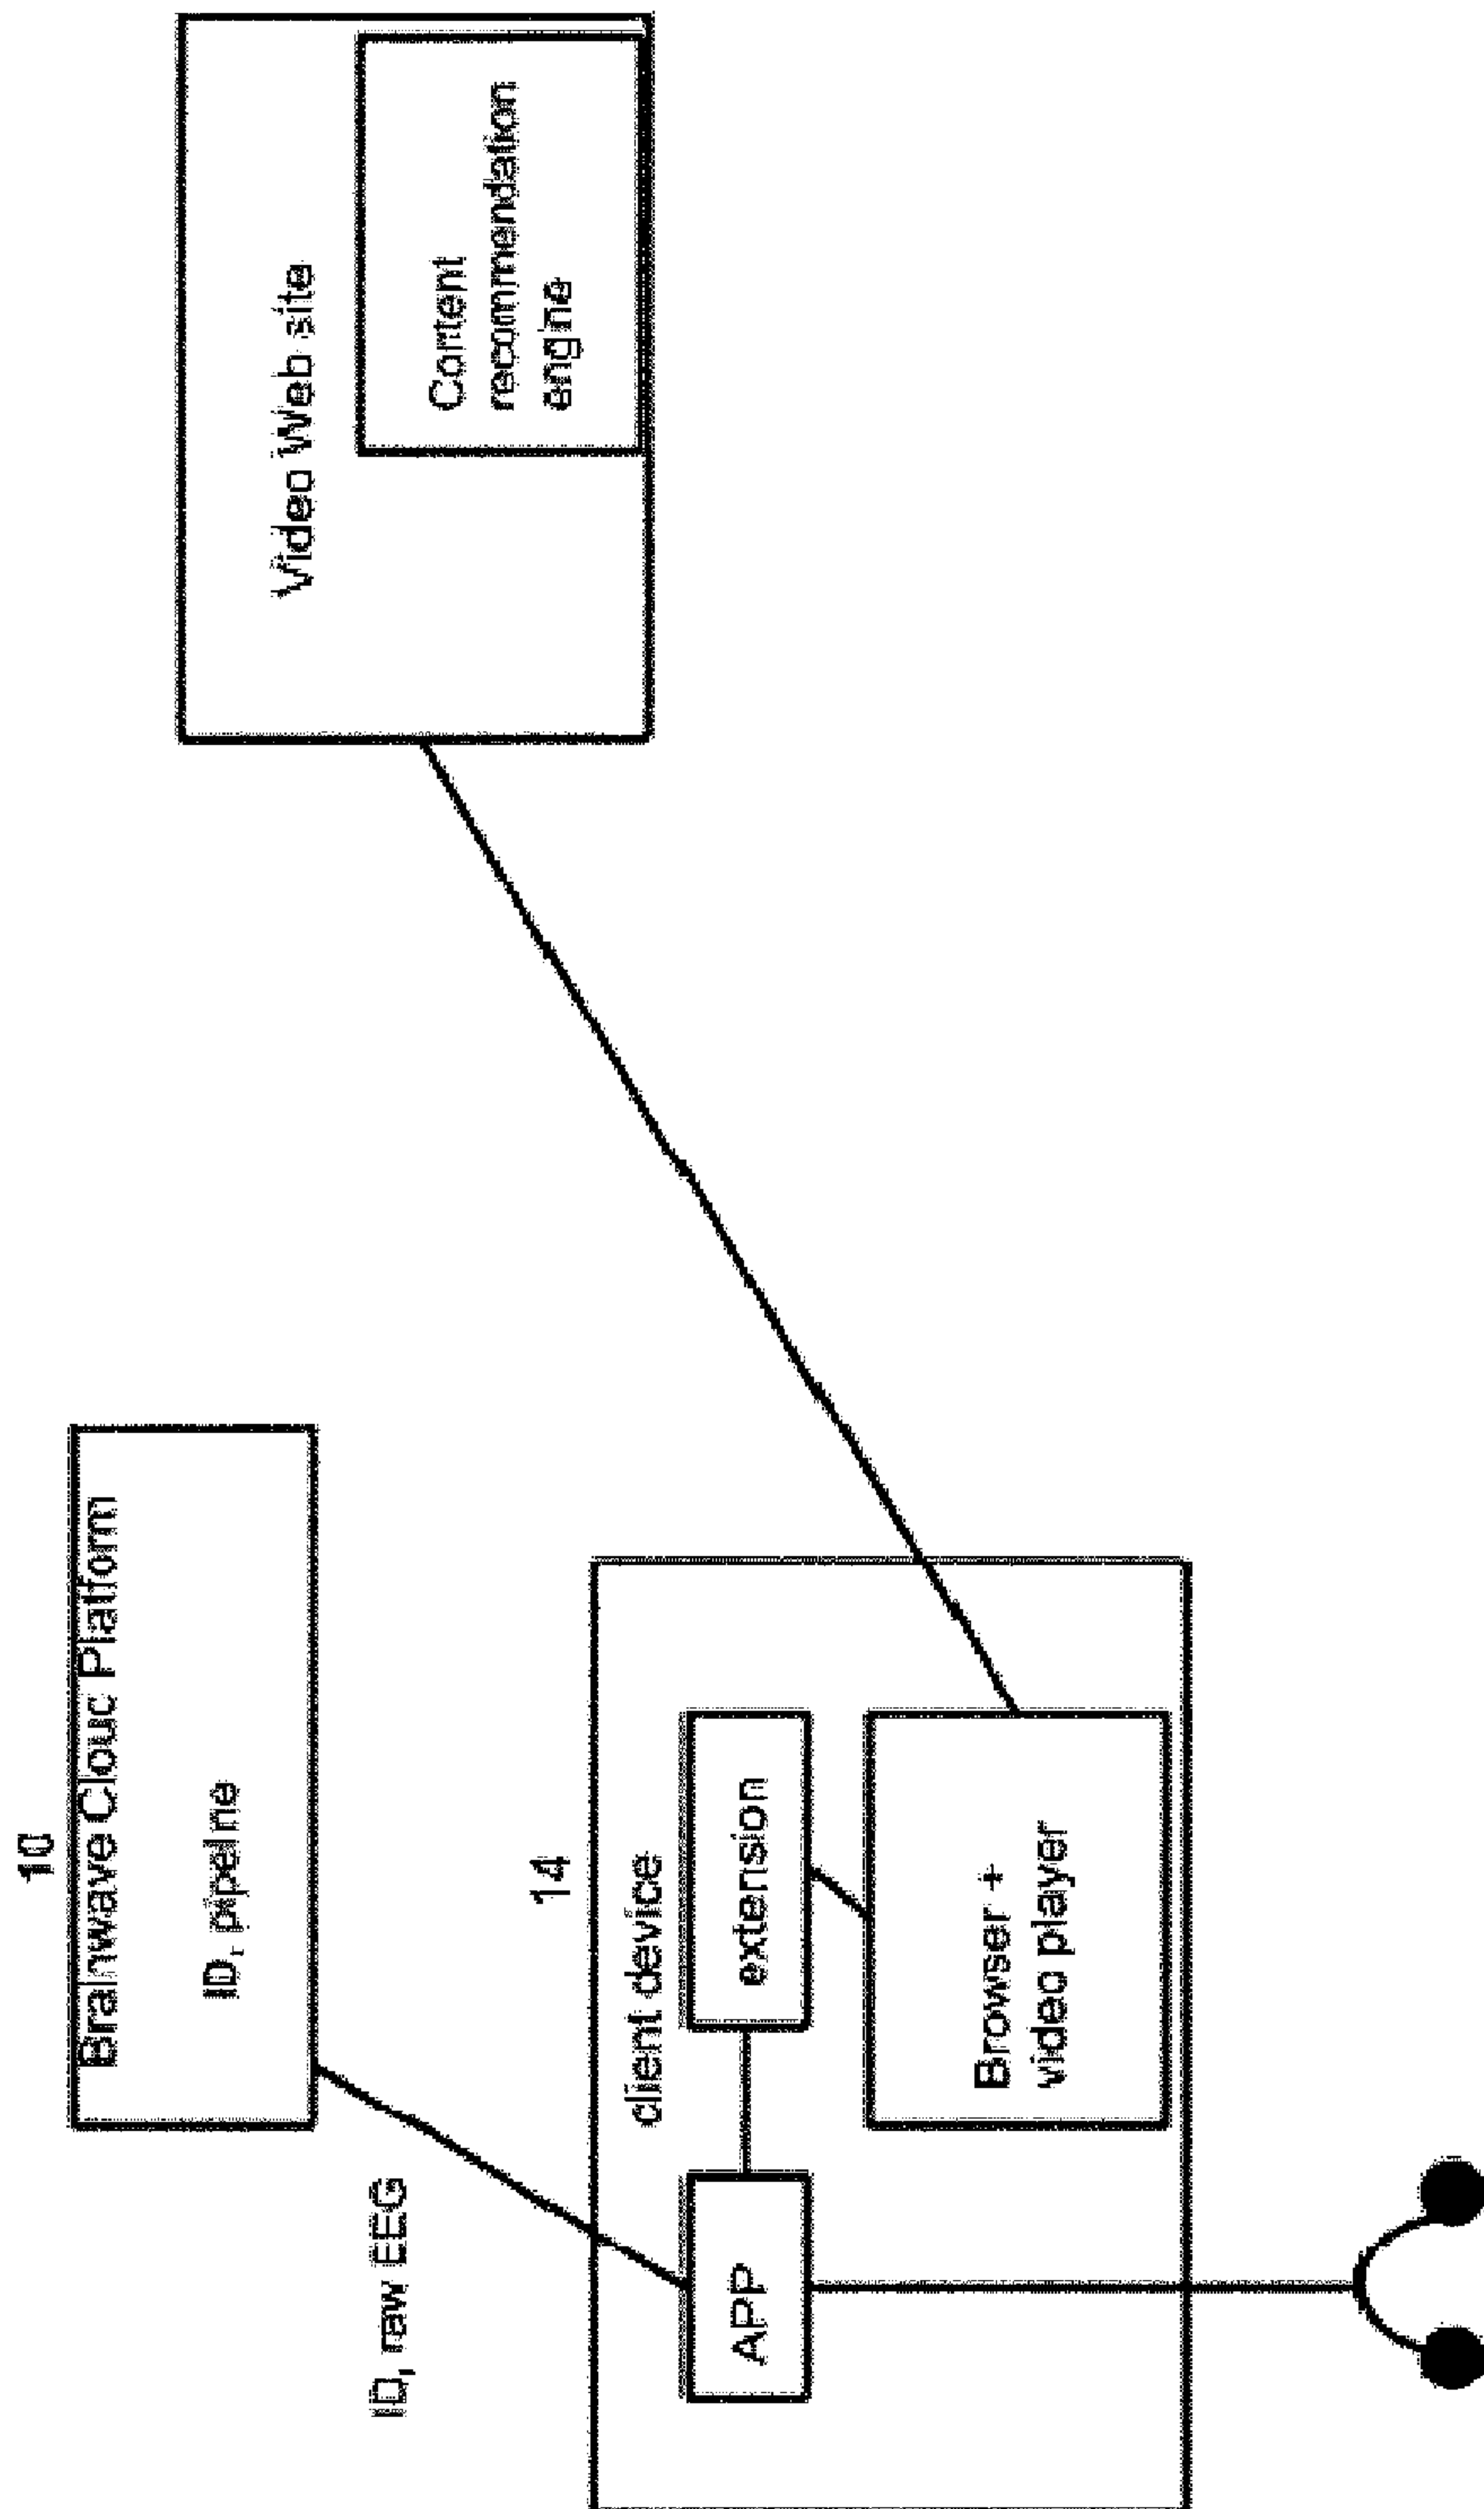 10
Brainwave Cloud Platform
ID, pipeline
Video Web site
Content
recommendation
engine
ID, raw EEG
14
client device
APP
extension
Browser +
video player